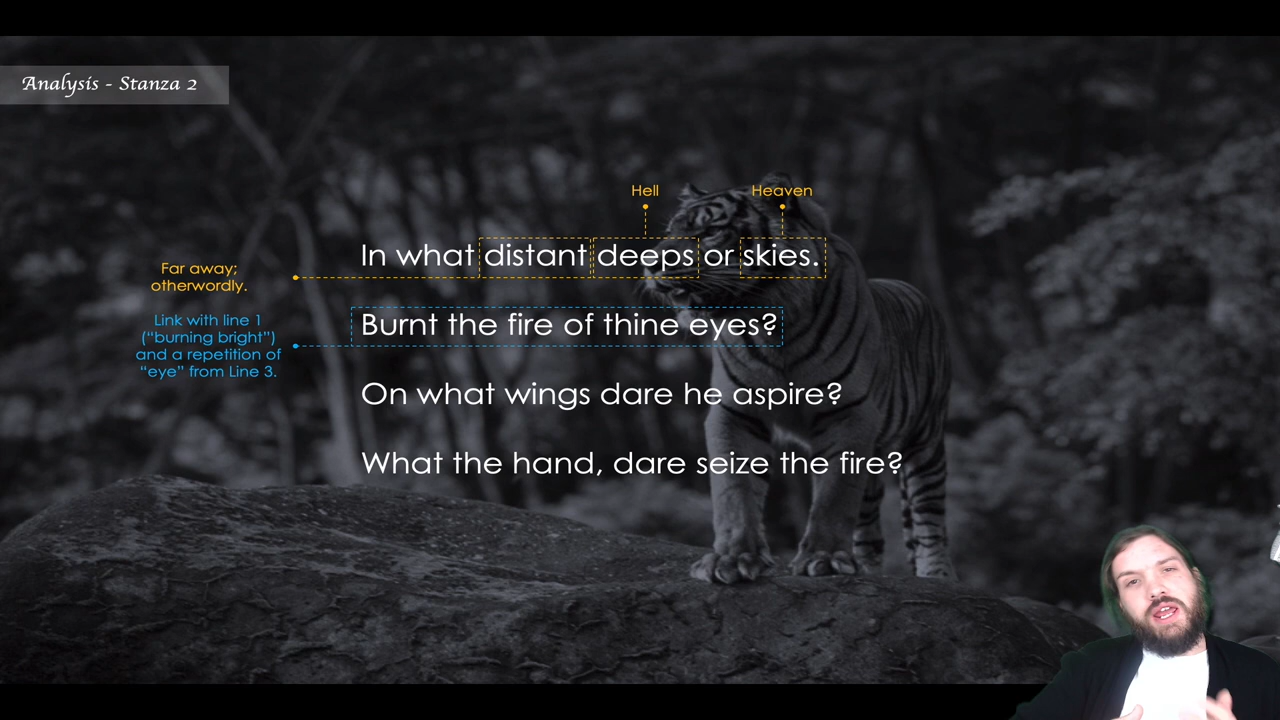 Analysis - Stanza 2
Hell
Heaven
In what distant deeps or skies.
Far away;
otherwordly.
Burnt the fire of thine eyes?
Link with line 1
(“burning bright”)
and a repetition of
“eye” from Line 3.
On what wings dare he aspire?
What the hand, dare seize the fire?